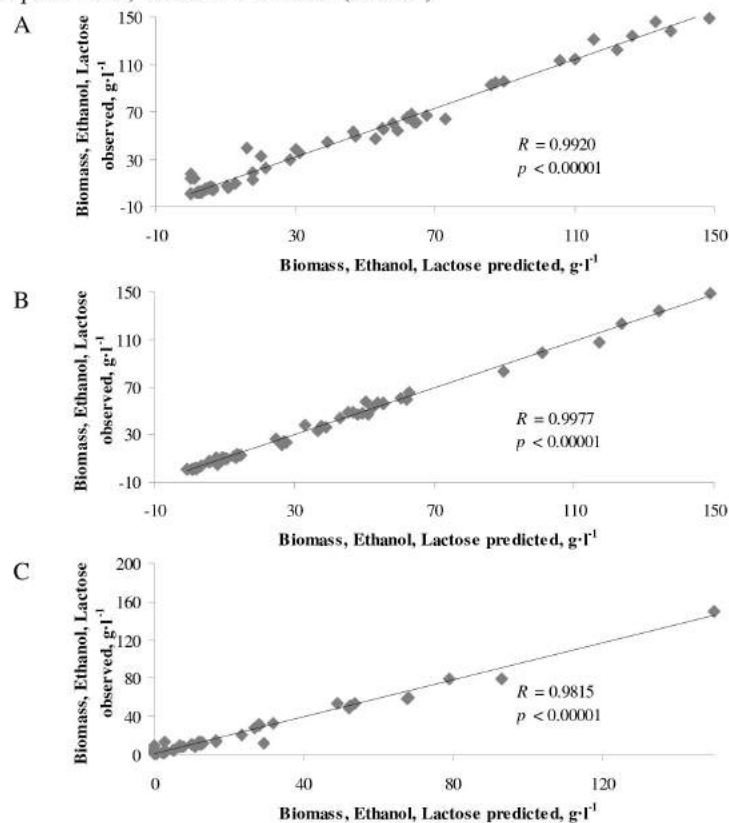 A
Biomass, Ethanol, Lactose
observed, g·l⁻¹
150
110
70
30
-10
R = 0.9920
p < 0.00001
-10 30 70 110 150
Biomass, Ethanol, Lactose predicted, g·l⁻¹
B
Biomass, Ethanol, Lactose
observed, g·l⁻¹
150
110
70
30
-10
R = 0.9977
p < 0.00001
-10 30 70 110 150
Biomass, Ethanol, Lactose predicted, g·l⁻¹
C
Biomass, Ethanol, Lactose
observed, g·l⁻¹
200
160
120
80
40
0
R = 0.9815
p < 0.00001
0 40 80 120
Biomass, Ethanol, Lactose predicted, g·l⁻¹